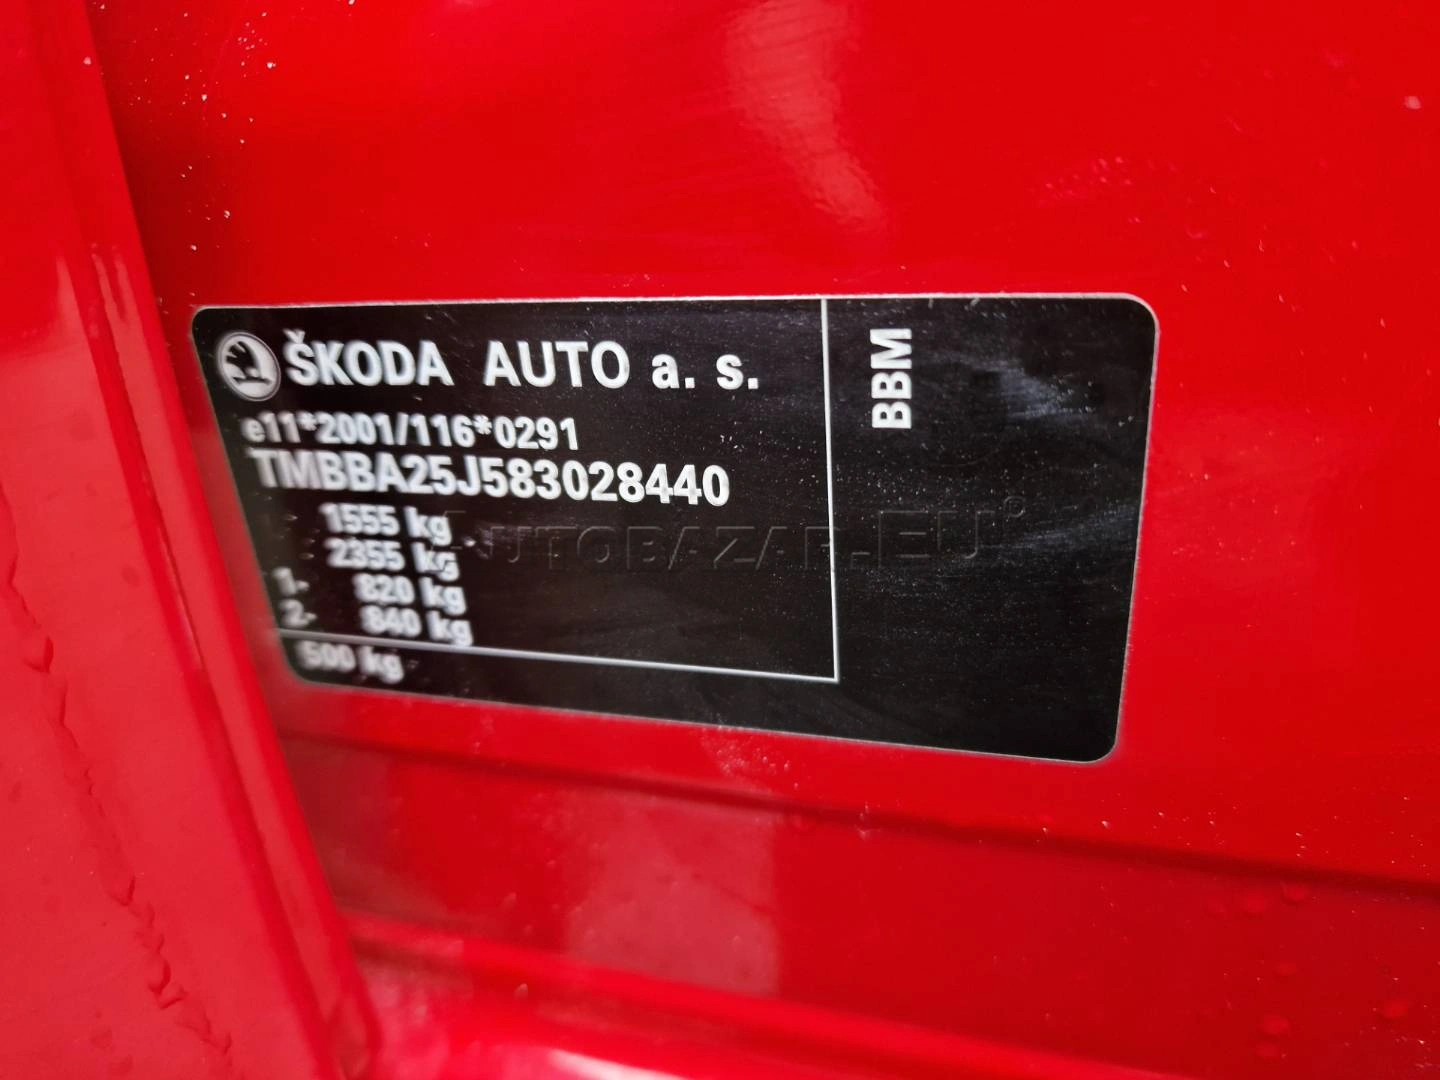 ŠKODA AUTO a. s.
e11*2001/116*0291
TMBBA25J583028440
1555 kg
2355 kg
1- 820 kg
2- 840 kg
500 kg
BBM
AUTOBAZAR.EU